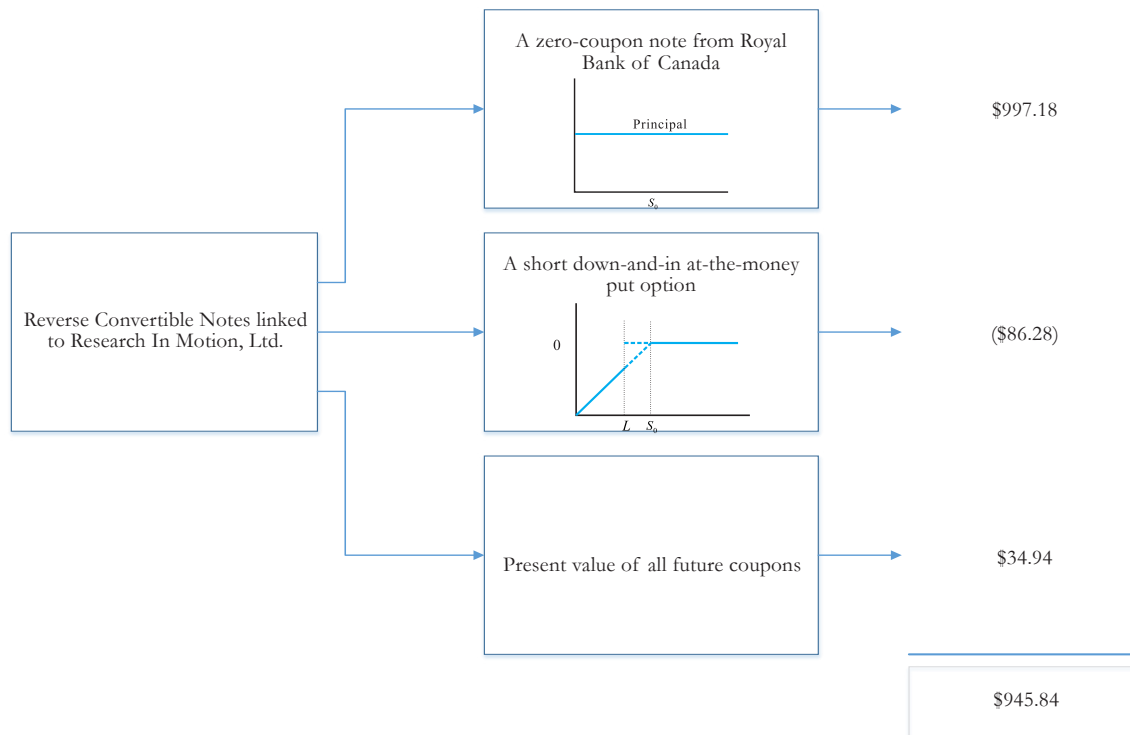 A zero-coupon note from Royal
Bank of Canada
Principal
S₀
$997.18
Reverse Convertible Notes linked
to Research In Motion, Ltd.
A short down-and-in at-the-money
put option
0
L S₀
($86.28)
Present value of all future coupons
$34.94
$945.84